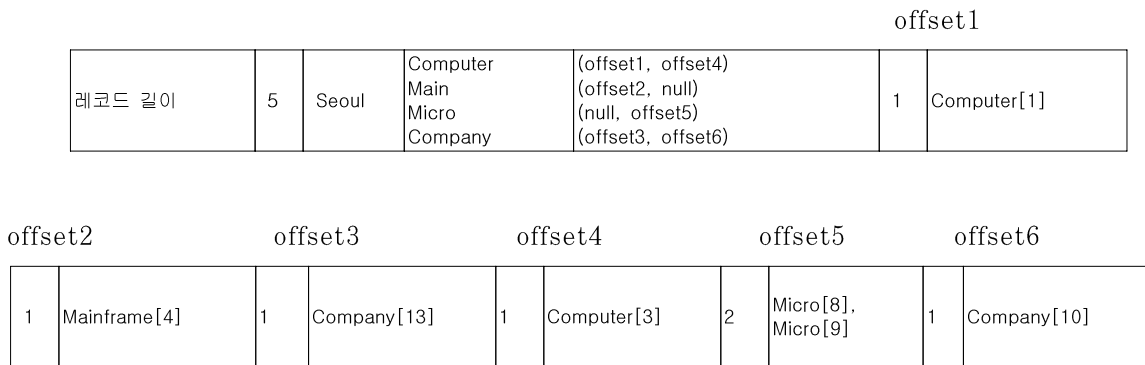 offset1
레코드 길이 5 Seoul Computer (offset1, offset4) 1 Computer[1]
Main (offset2, null)
Micro (null, offset5)
Company (offset3, offset6)
offset2 offset3 offset4 offset5 offset6
1 Mainframe[4] 1 Company[13] 1 Computer[3] 2 Micro[8], 1 Company[10]
Micro[9]